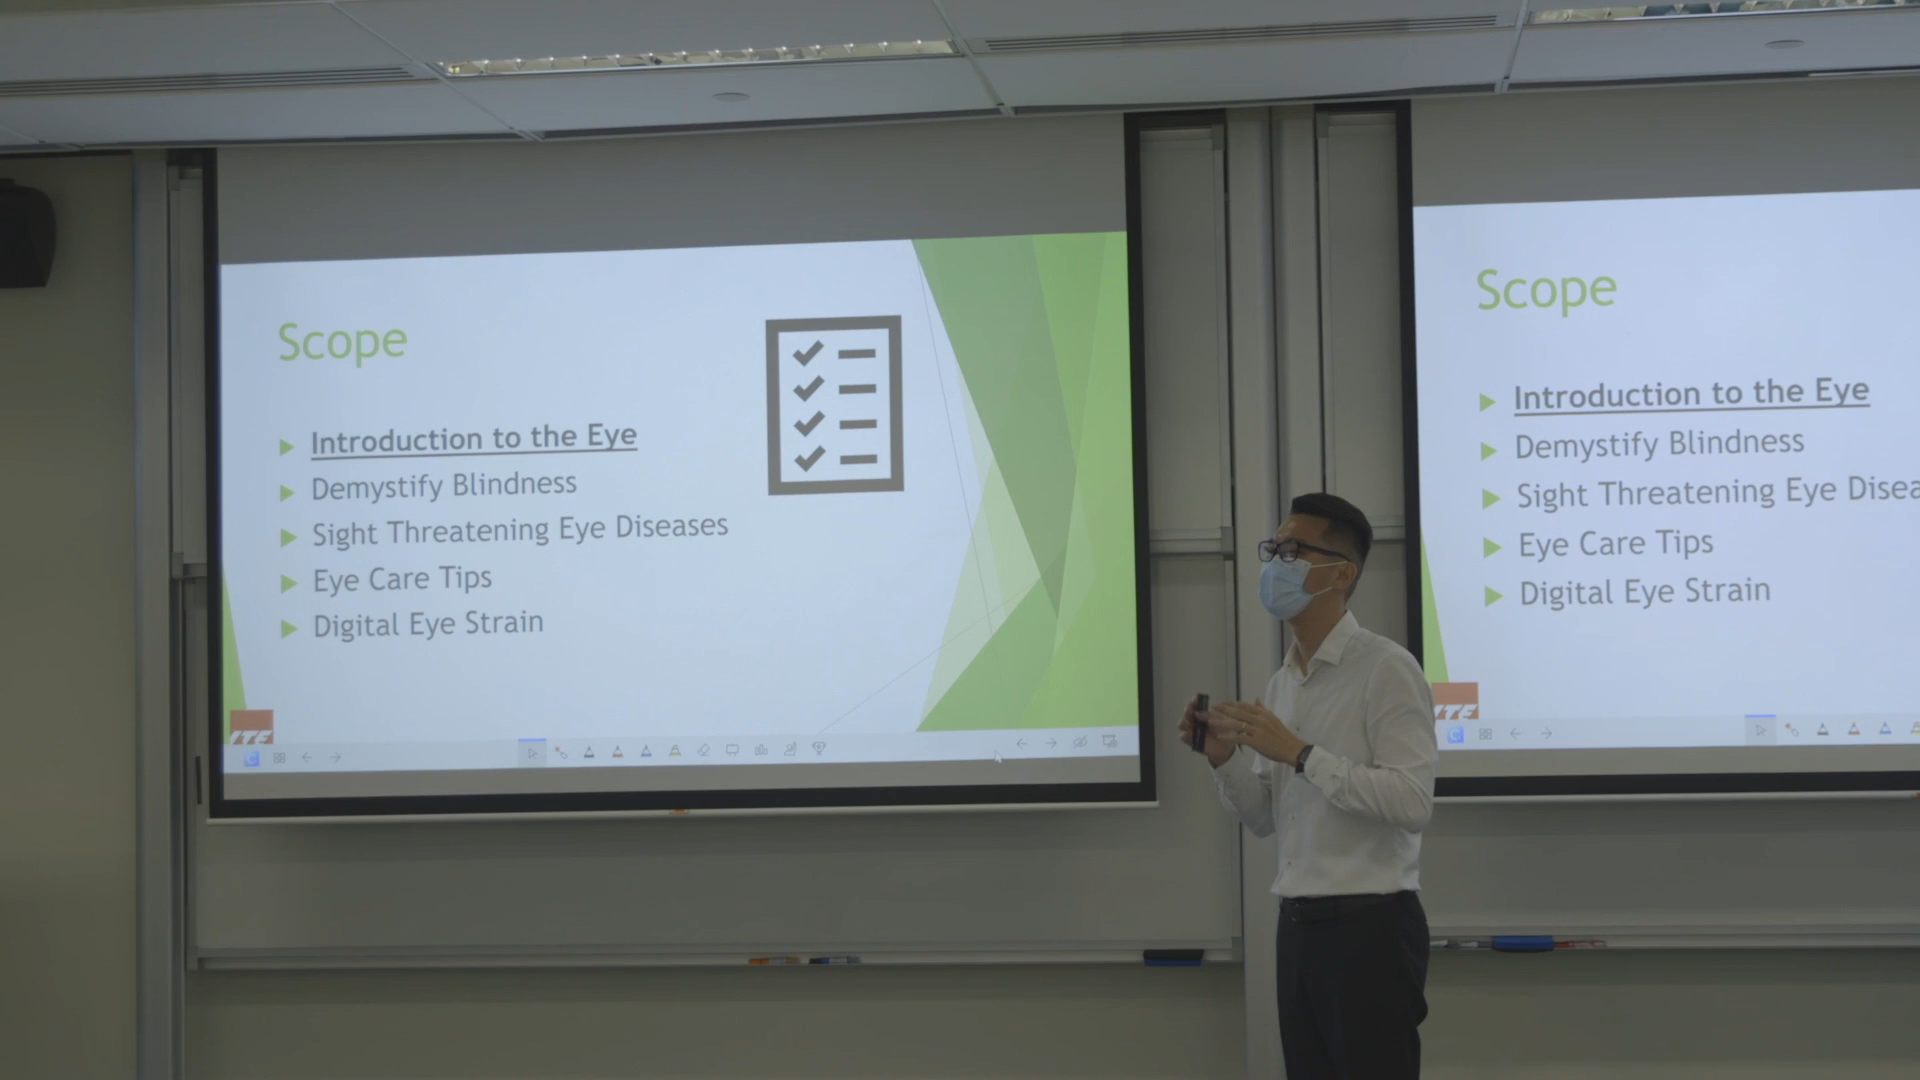 Scope
Introduction to the Eye
Demystify Blindness
Sight Threatening Eye Diseases
Eye Care Tips
Digital Eye Strain
ITE
Scope
Introduction to the Eye
Demystify Blindness
Sight Threatening Eye Disea
Eye Care Tips
Digital Eye Strain
ITE